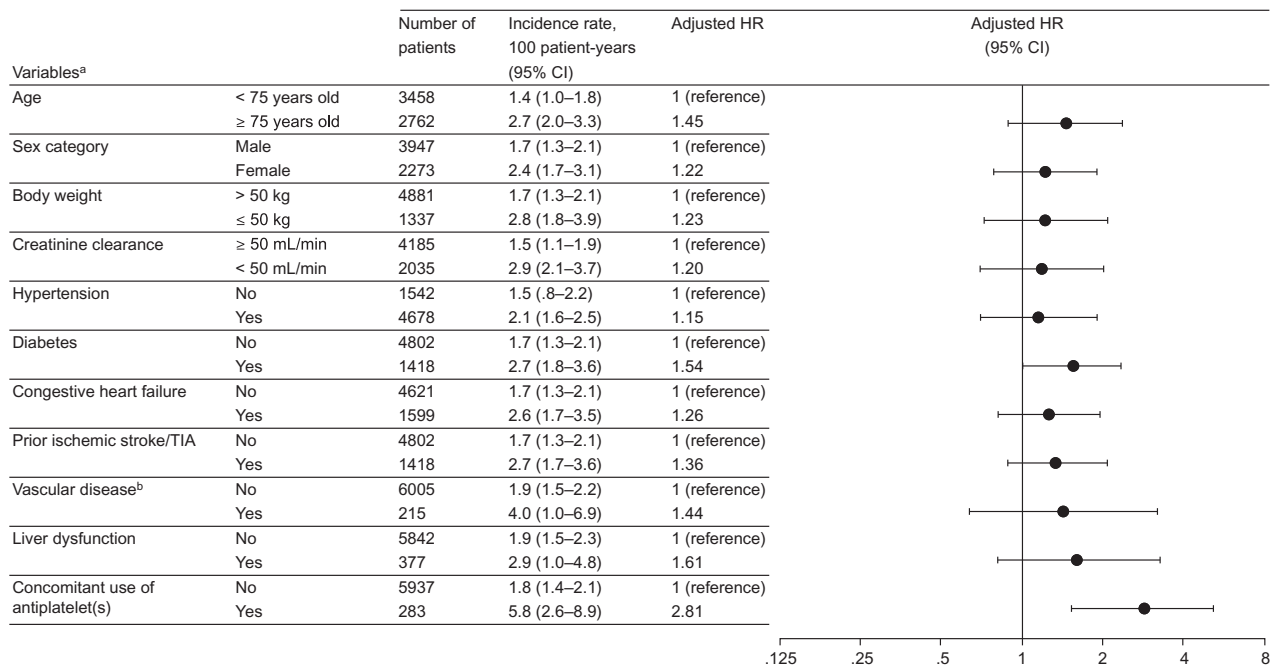 Number of patients Incidence rate, 100 patient-years (95% CI) Adjusted HR Adjusted HR (95% CI)
Variablesᵃ
Age < 75 years old 3458 1.4 (1.0–1.8) 1 (reference)
≥ 75 years old 2762 2.7 (2.0–3.3) 1.45
Sex category Male 3947 1.7 (1.3–2.1) 1 (reference)
Female 2273 2.4 (1.7–3.1) 1.22
Body weight > 50 kg 4881 1.7 (1.3–2.1) 1 (reference)
≤ 50 kg 1337 2.8 (1.8–3.9) 1.23
Creatinine clearance ≥ 50 mL/min 4185 1.5 (1.1–1.9) 1 (reference)
< 50 mL/min 2035 2.9 (2.1–3.7) 1.20
Hypertension No 1542 1.5 (.8–2.2) 1 (reference)
Yes 4678 2.1 (1.6–2.5) 1.15
Diabetes No 4802 1.7 (1.3–2.1) 1 (reference)
Yes 1418 2.7 (1.8–3.6) 1.54
Congestive heart failure No 4621 1.7 (1.3–2.1) 1 (reference)
Yes 1599 2.6 (1.7–3.5) 1.26
Prior ischemic stroke/TIA No 4802 1.7 (1.3–2.1) 1 (reference)
Yes 1418 2.7 (1.7–3.6) 1.36
Vascular diseaseᵇ No 6005 1.9 (1.5–2.2) 1 (reference)
Yes 215 4.0 (1.0–6.9) 1.44
Liver dysfunction No 5842 1.9 (1.5–2.3) 1 (reference)
Yes 377 2.9 (1.0–4.8) 1.61
Concomitant use of No 5937 1.8 (1.4–2.1) 1 (reference)
antiplatelet(s) Yes 283 5.8 (2.6–8.9) 2.81
.125 .25 .5 1 2 4 8